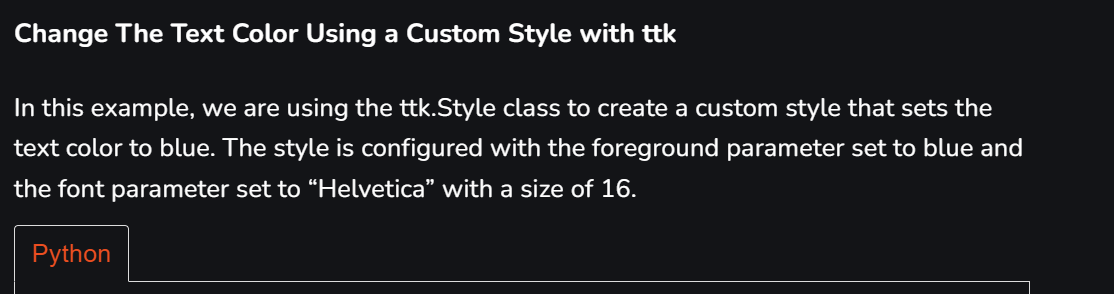 Change The Text Color Using a Custom Style with ttk
In this example, we are using the ttk.Style class to create a custom style that sets the
text color to blue. The style is configured with the foreground parameter set to blue and
the font parameter set to “Helvetica” with a size of 16.
Python